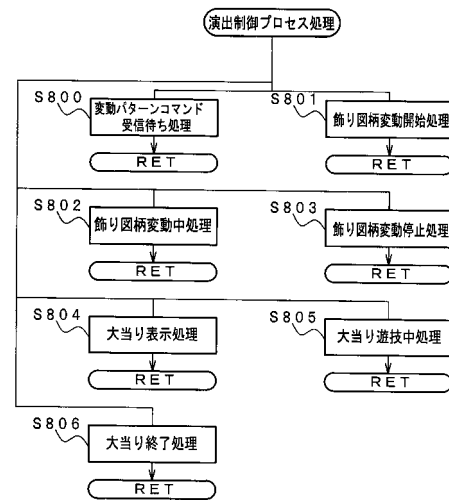 演出制御プロセス処理
S800
変動パターンコマンド
受信待ち処理
RET
S801
飾り図柄変動開始処理
RET
S802
飾り図柄変動中処理
RET
S803
飾り図柄変動停止処理
RET
S804
大当り表示処理
RET
S805
大当り遊技中処理
RET
S806
大当り終了処理
RET